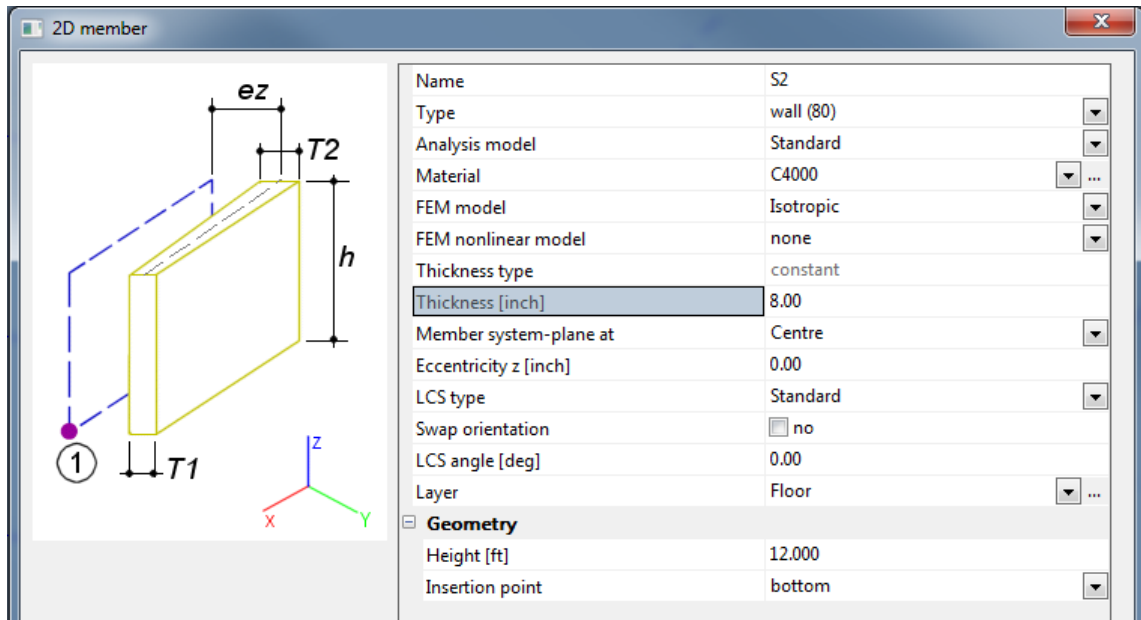 2D member
ez
T2
h
1
T1
Z
X
Y
Name S2
Type wall (80)
Analysis model Standard
Material C4000 ...
FEM model Isotropic
FEM nonlinear model none
Thickness type constant
Thickness [inch] 8.00
Member system-plane at Centre
Eccentricity z [inch] 0.00
LCS type Standard
Swap orientation no
LCS angle [deg] 0.00
Layer Floor ...
Geometry
Height [ft] 12.000
Insertion point bottom